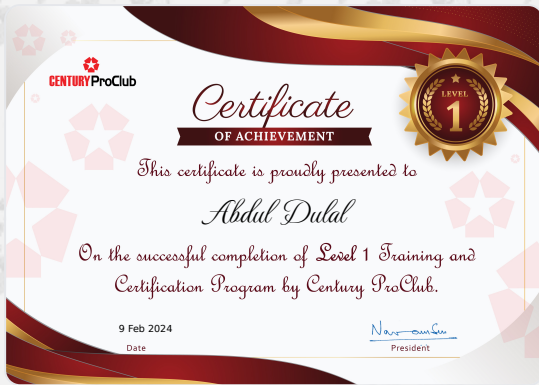 CENTURY ProClub
Certificate
OF ACHIEVEMENT
LEVEL
1
This certificate is proudly presented to
Abdul Dulal
On the successful completion of Level 1 Training and
Certification Program by Century ProClub.
9 Feb 2024
Date
President